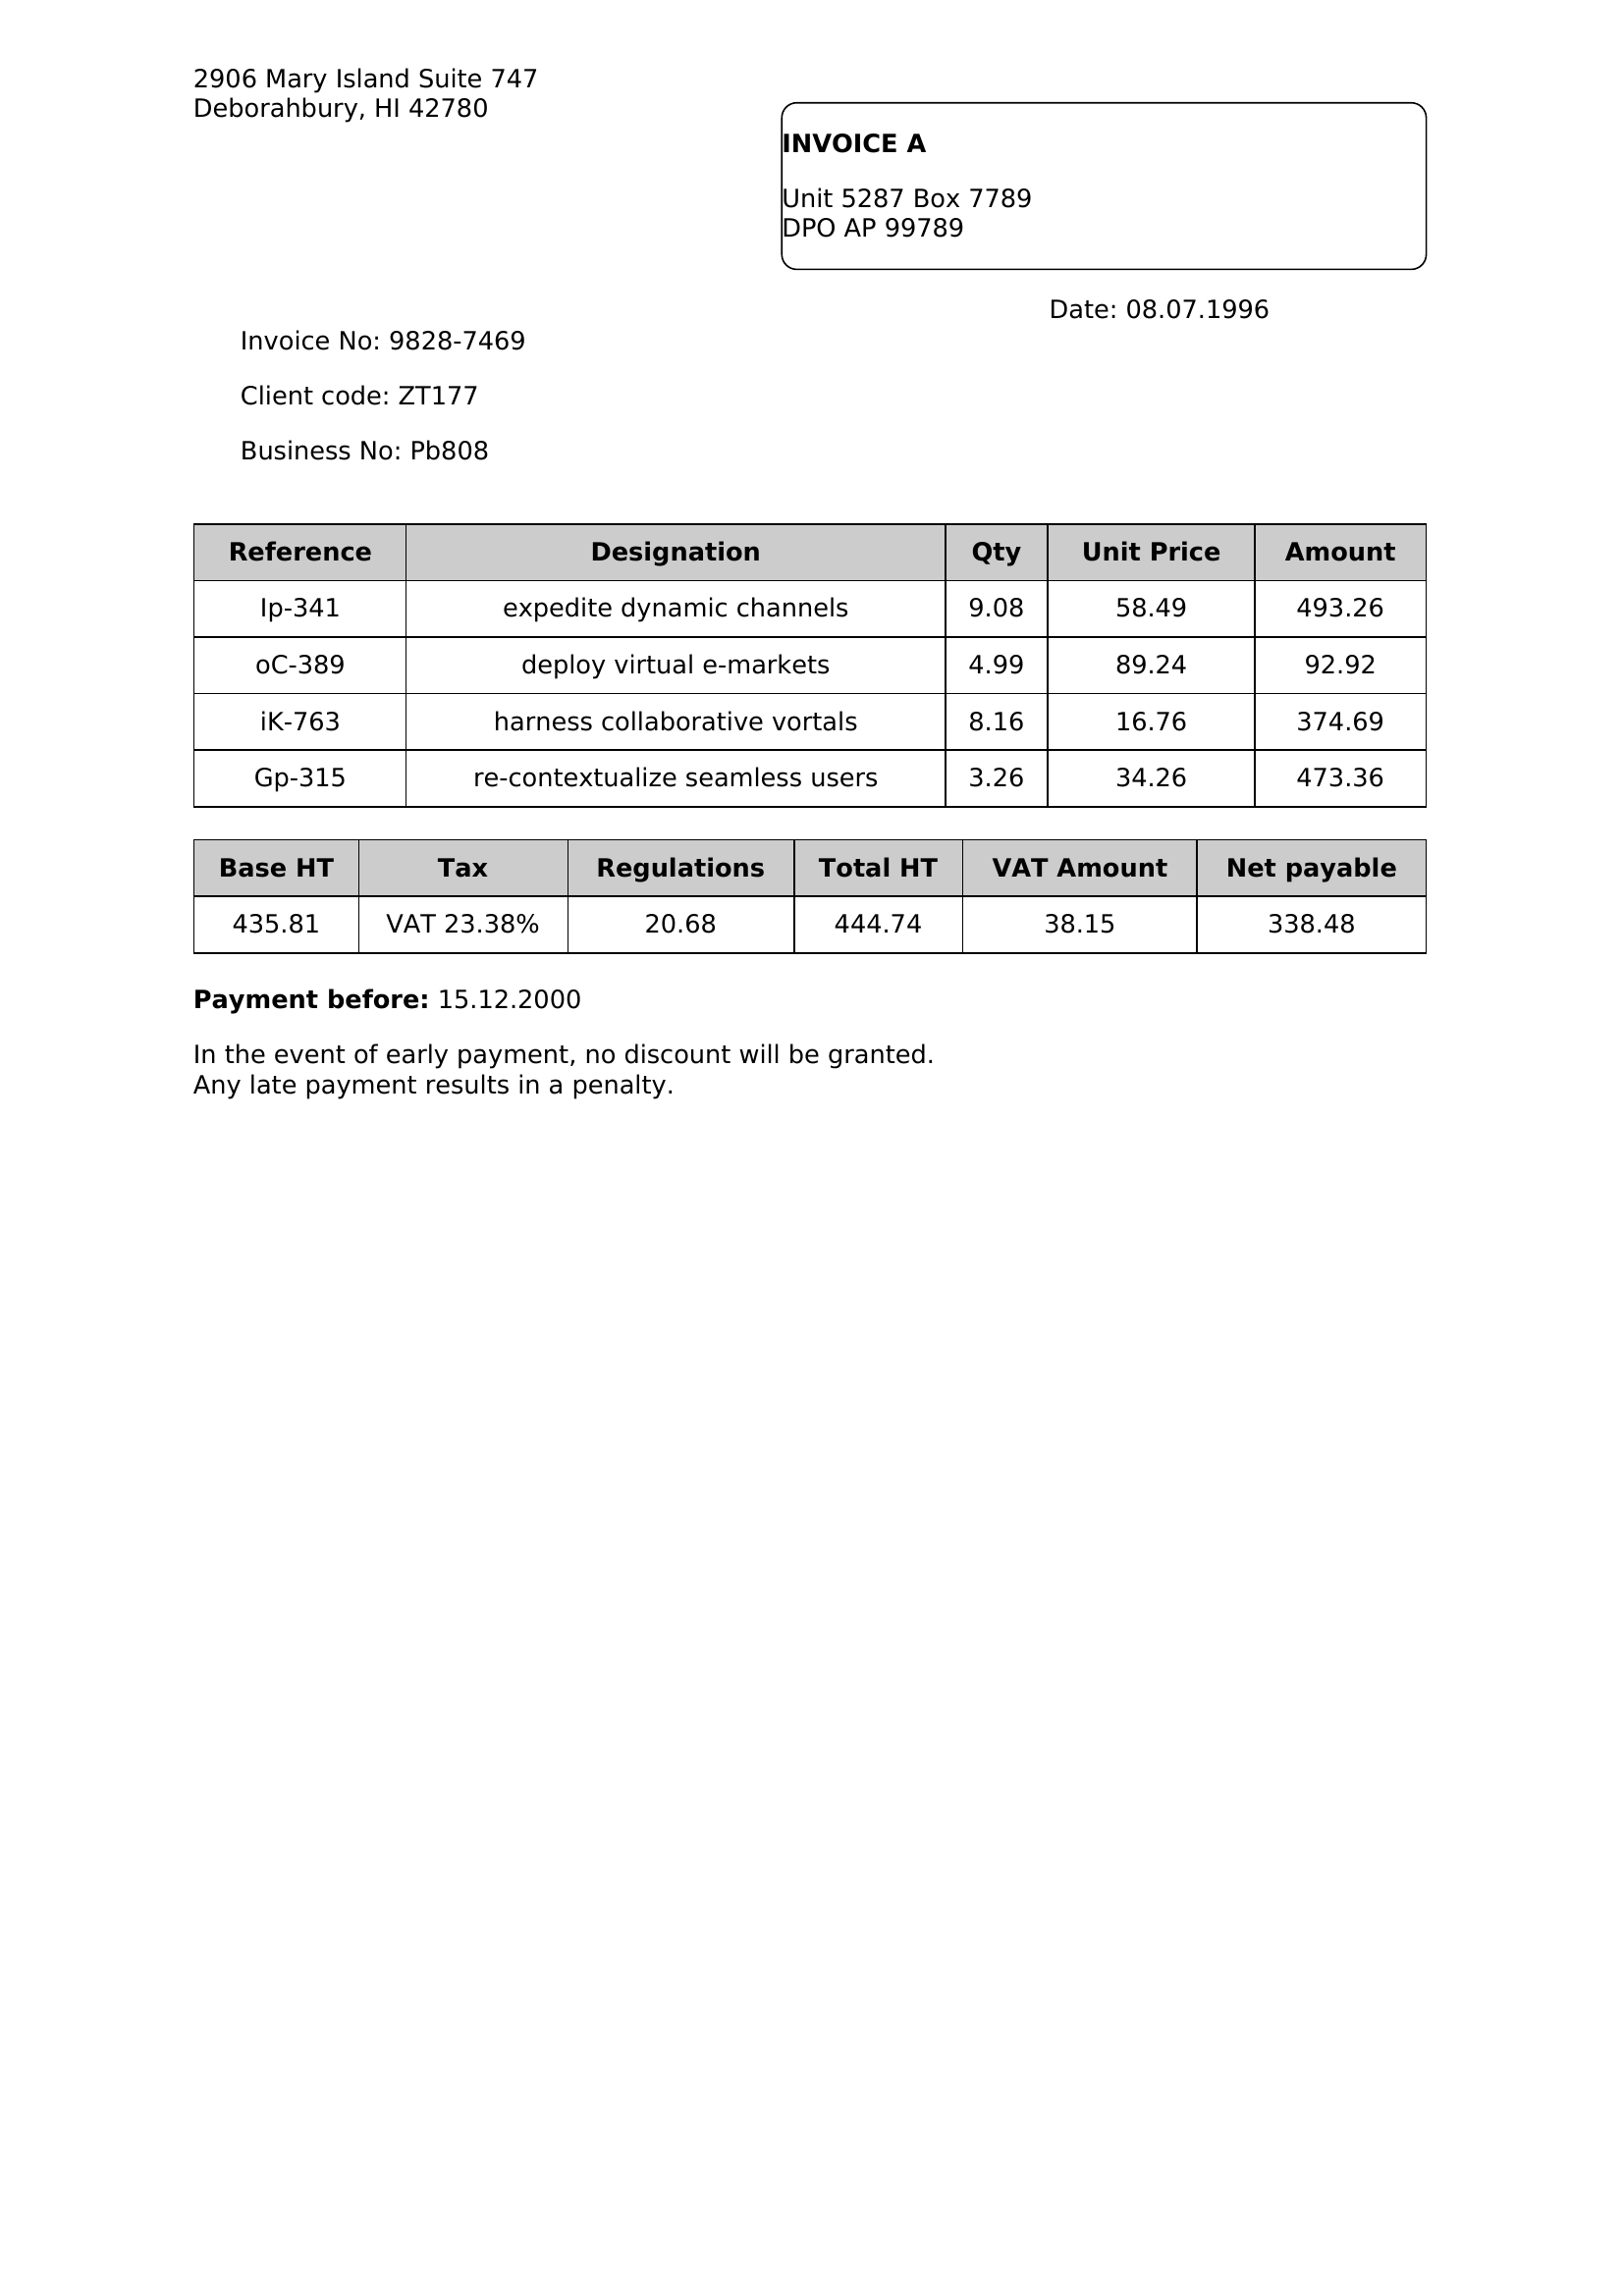 2906 Mary Island Suite 747
Deborahbury, HI 42780
INVOICE A
Unit 5287 Box 7789
DPO AP 99789
Date: 08.07.1996
Invoice No: 9828-7469
Client code: ZT177
Business No: Pb808
Reference Designation Qty Unit Price Amount
Ip-341 expedite dynamic channels 9.08 58.49 493.26
oC-389 deploy virtual e-markets 4.99 89.24 92.92
iK-763 harness collaborative vortals 8.16 16.76 374.69
Gp-315 re-contextualize seamless users 3.26 34.26 473.36
Base HT Tax Regulations Total HT VAT Amount Net payable
435.81 VAT 23.38% 20.68 444.74 38.15 338.48
Payment before: 15.12.2000
In the event of early payment, no discount will be granted.
Any late payment results in a penalty.